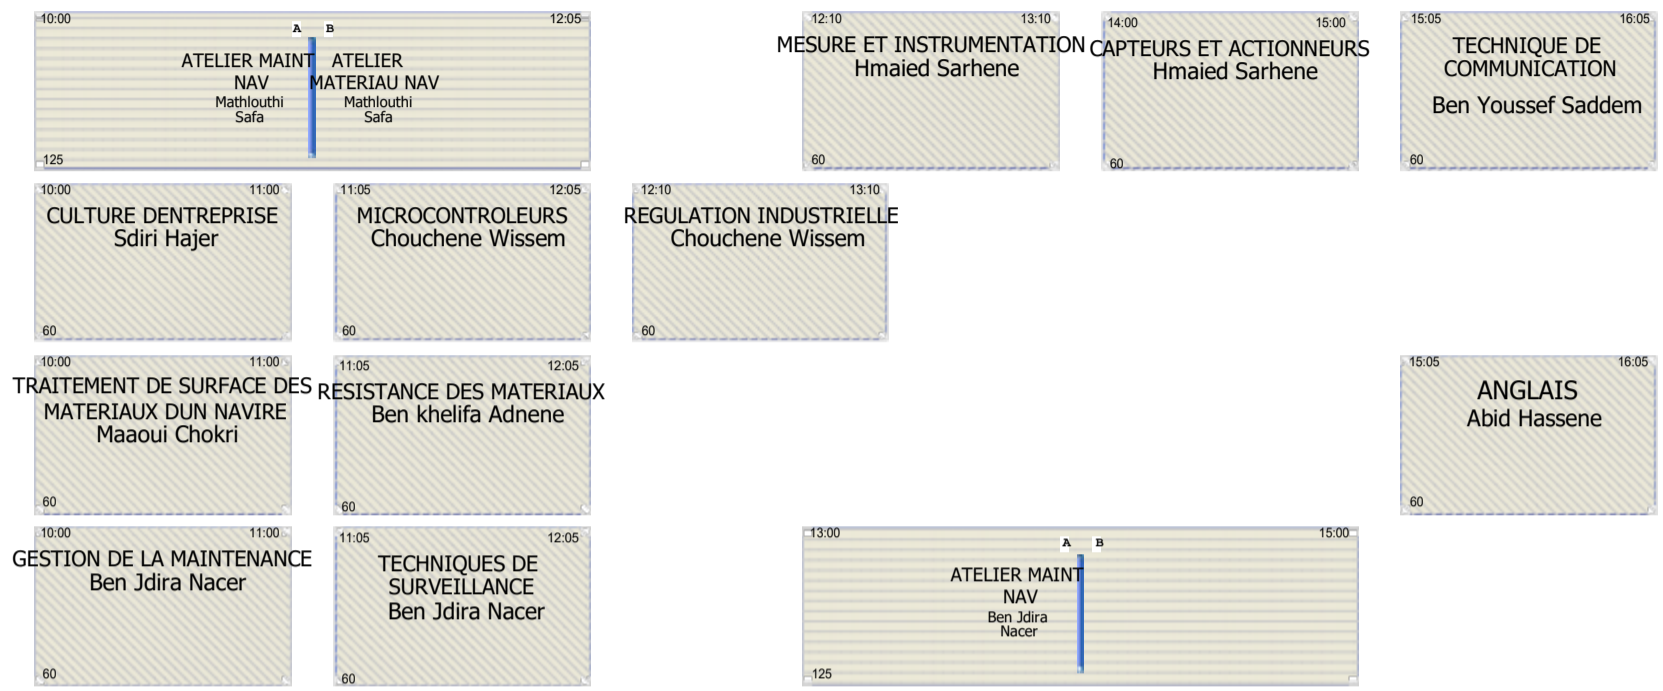 10:00 12:05
A B
ATELIER MAINT
NAV
Mathlouthi
Safa
ATELIER
MATERIAU NAV
Mathlouthi
Safa
125
12:10 13:10
MESURE ET INSTRUMENTATION
Hmaied Sarhene
60
14:00 15:00
CAPTEURS ET ACTIONNEURS
Hmaied Sarhene
60
15:05 16:05
TECHNIQUE DE
COMMUNICATION
Ben Youssef Saddem
60
10:00 11:00
CULTURE DENTREPRISE
Sdiri Hajer
60
11:05 12:05
MICROCONTROLEURS
Chouchene Wissem
60
12:10 13:10
REGULATION INDUSTRIELLE
Chouchene Wissem
60
10:00 11:00
TRAITEMENT DE SURFACE DES
MATERIAUX DUN NAVIRE
Maaoui Chokri
60
11:05 12:05
RESISTANCE DES MATERIAUX
Ben khelifa Adnene
60
15:05 16:05
ANGLAIS
Abid Hassene
60
10:00 11:00
GESTION DE LA MAINTENANCE
Ben Jdira Nacer
60
11:05 12:05
TECHNIQUES DE
SURVEILLANCE
Ben Jdira Nacer
60
13:00 15:00
A B
ATELIER MAINT
NAV
Ben Jdira
Nacer
125